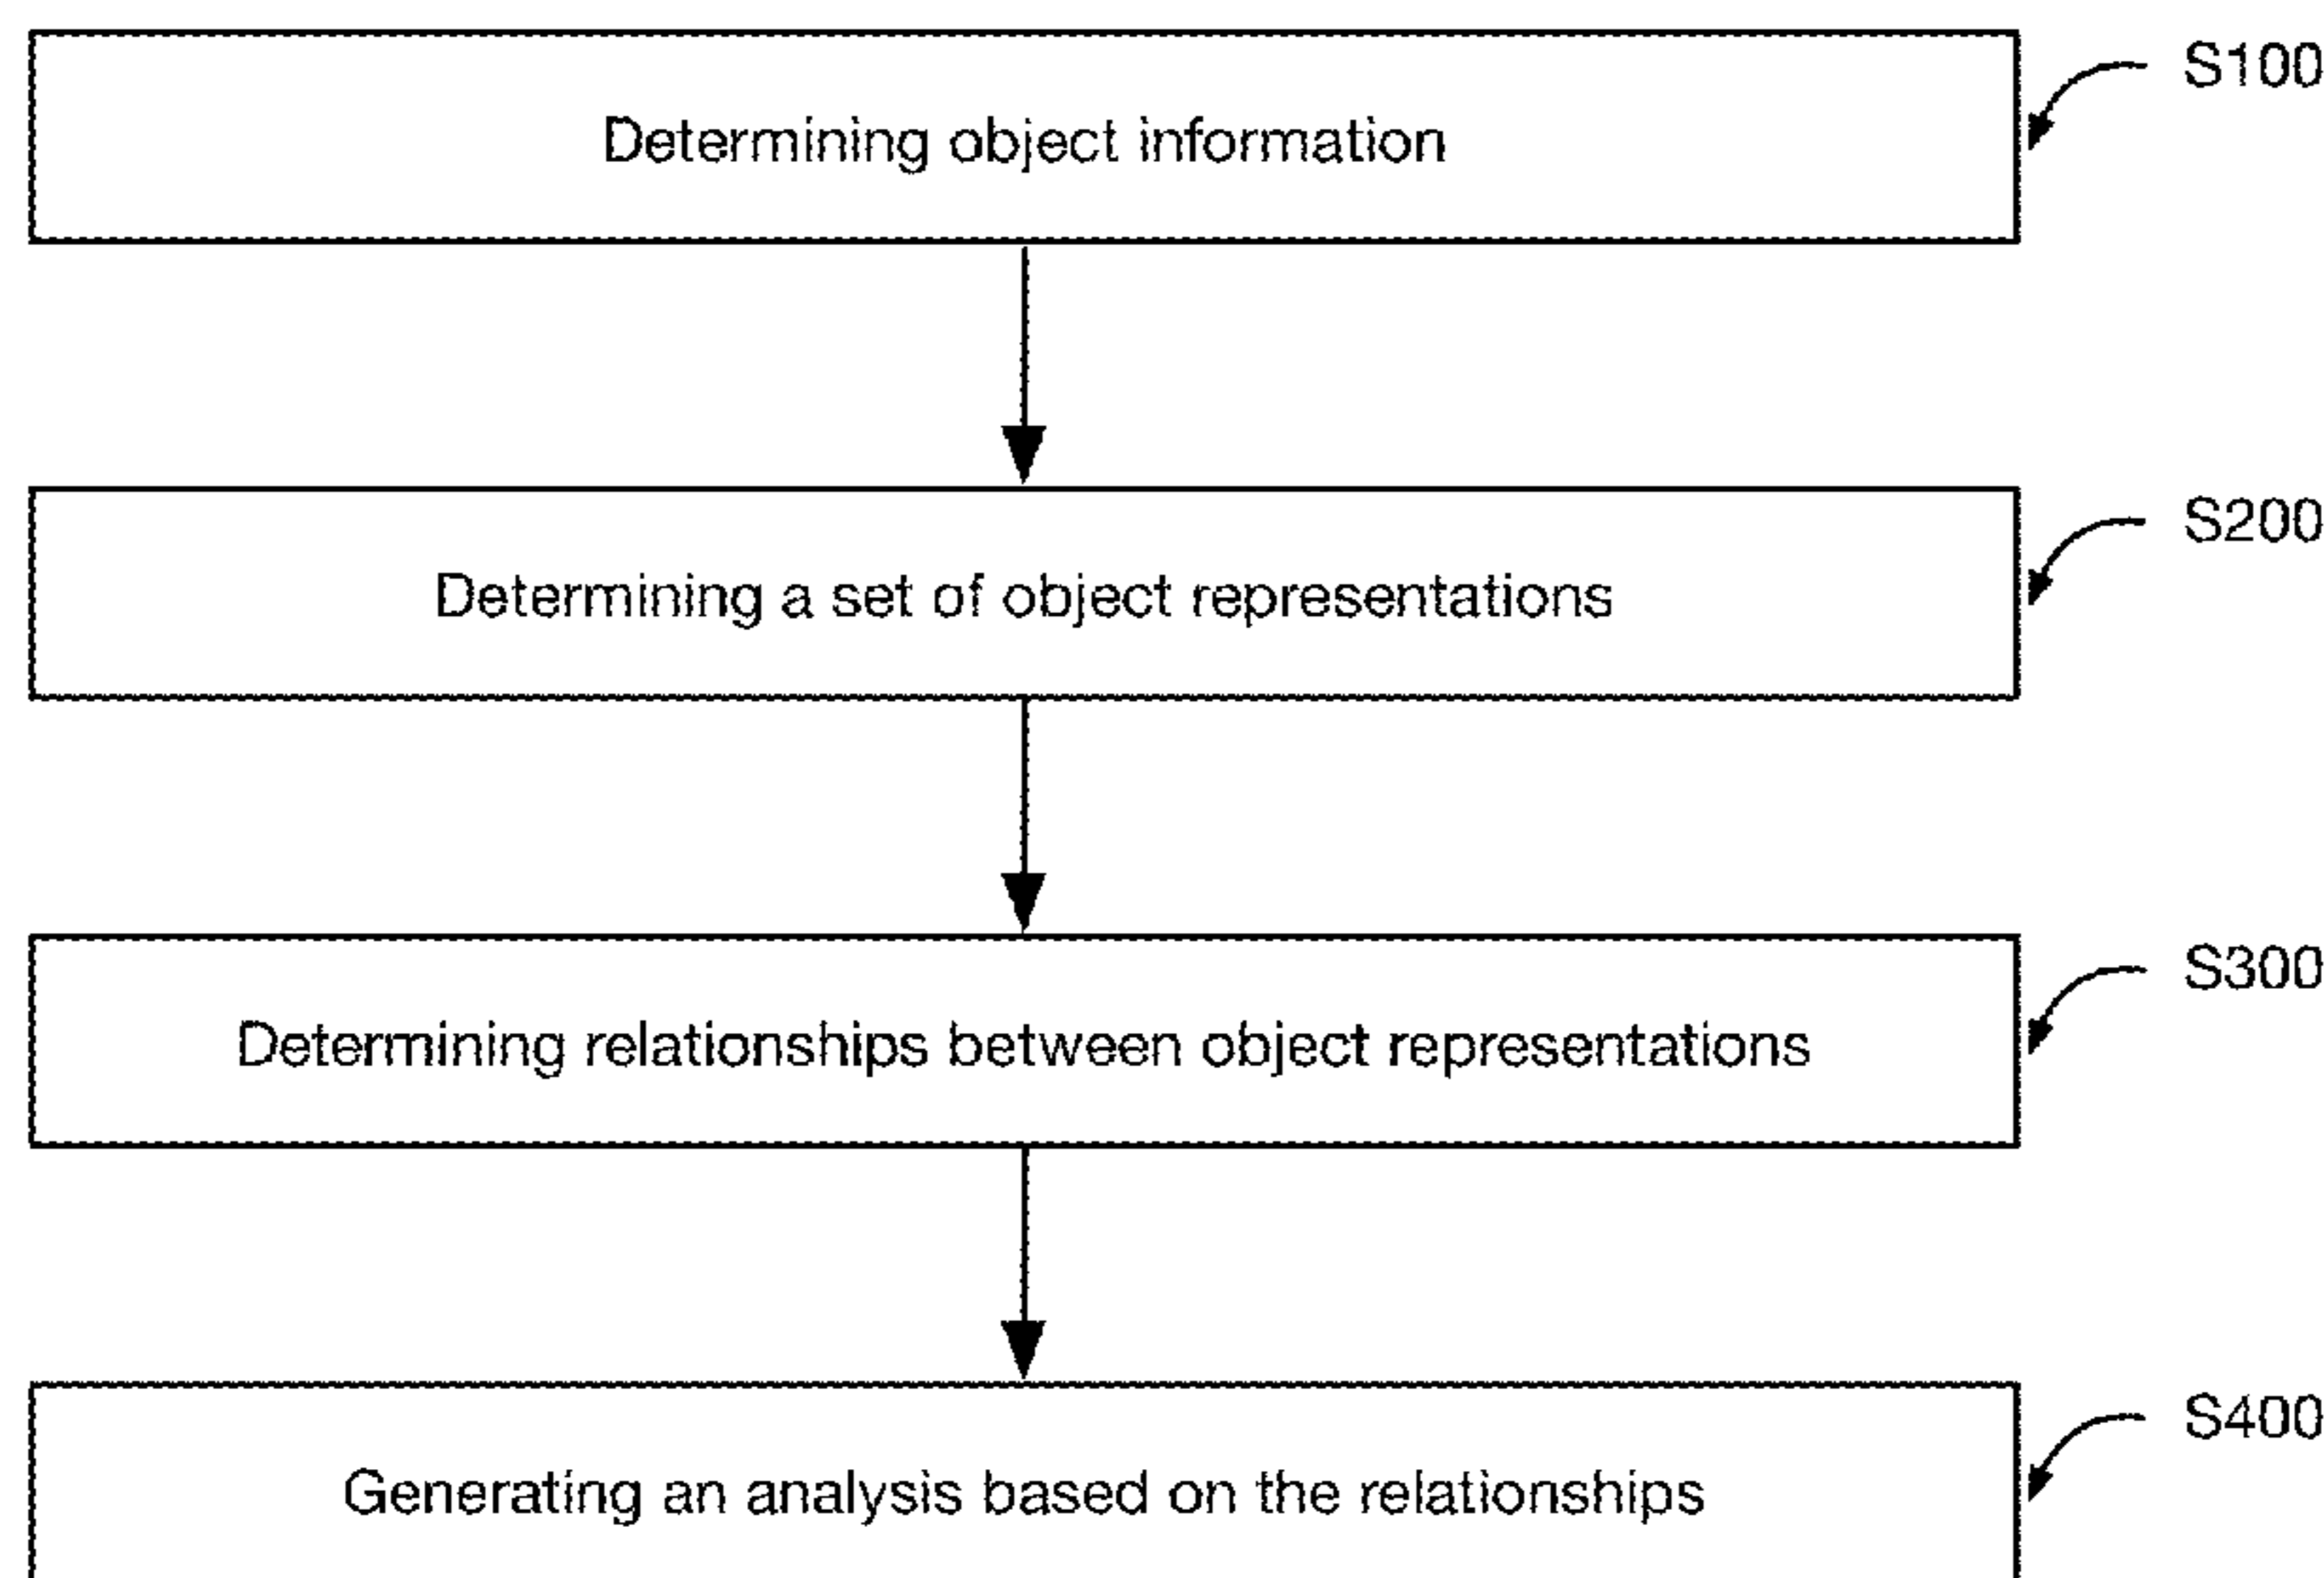 Determining object information
S100
Determining a set of object representations
S200
Determining relationships between object representations
S300
Generating an analysis based on the relationships
S400